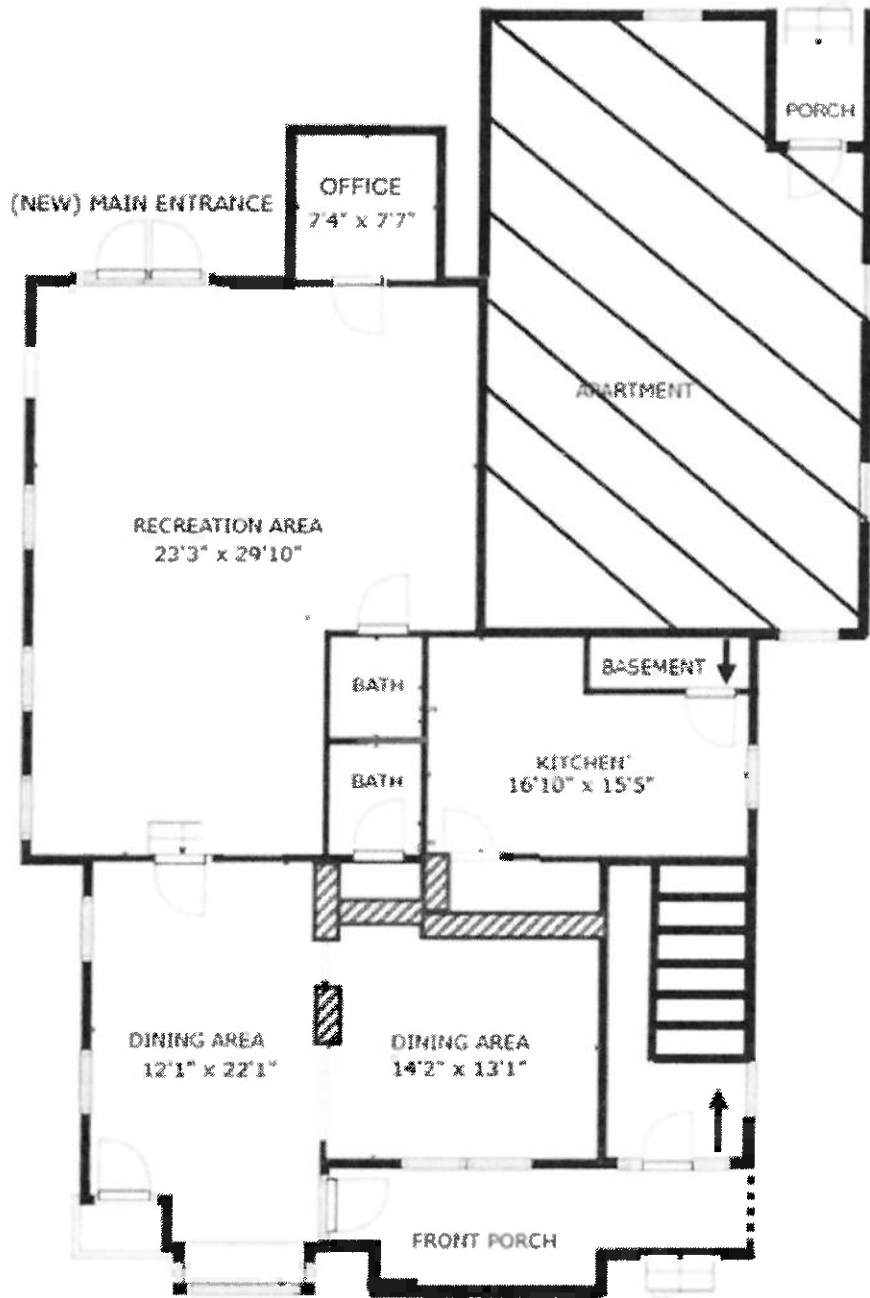 PORCH
OFFICE
7'4" x 7'7"
(NEW) MAIN ENTRANCE
APARTMENT
RECREATION AREA
23'3" x 29'10"
BASEMENT
BATH
KITCHEN
16'10" x 15'5"
BATH
DINING AREA
12'1" x 22'1"
DINING AREA
14'2" x 13'1"
FRONT PORCH